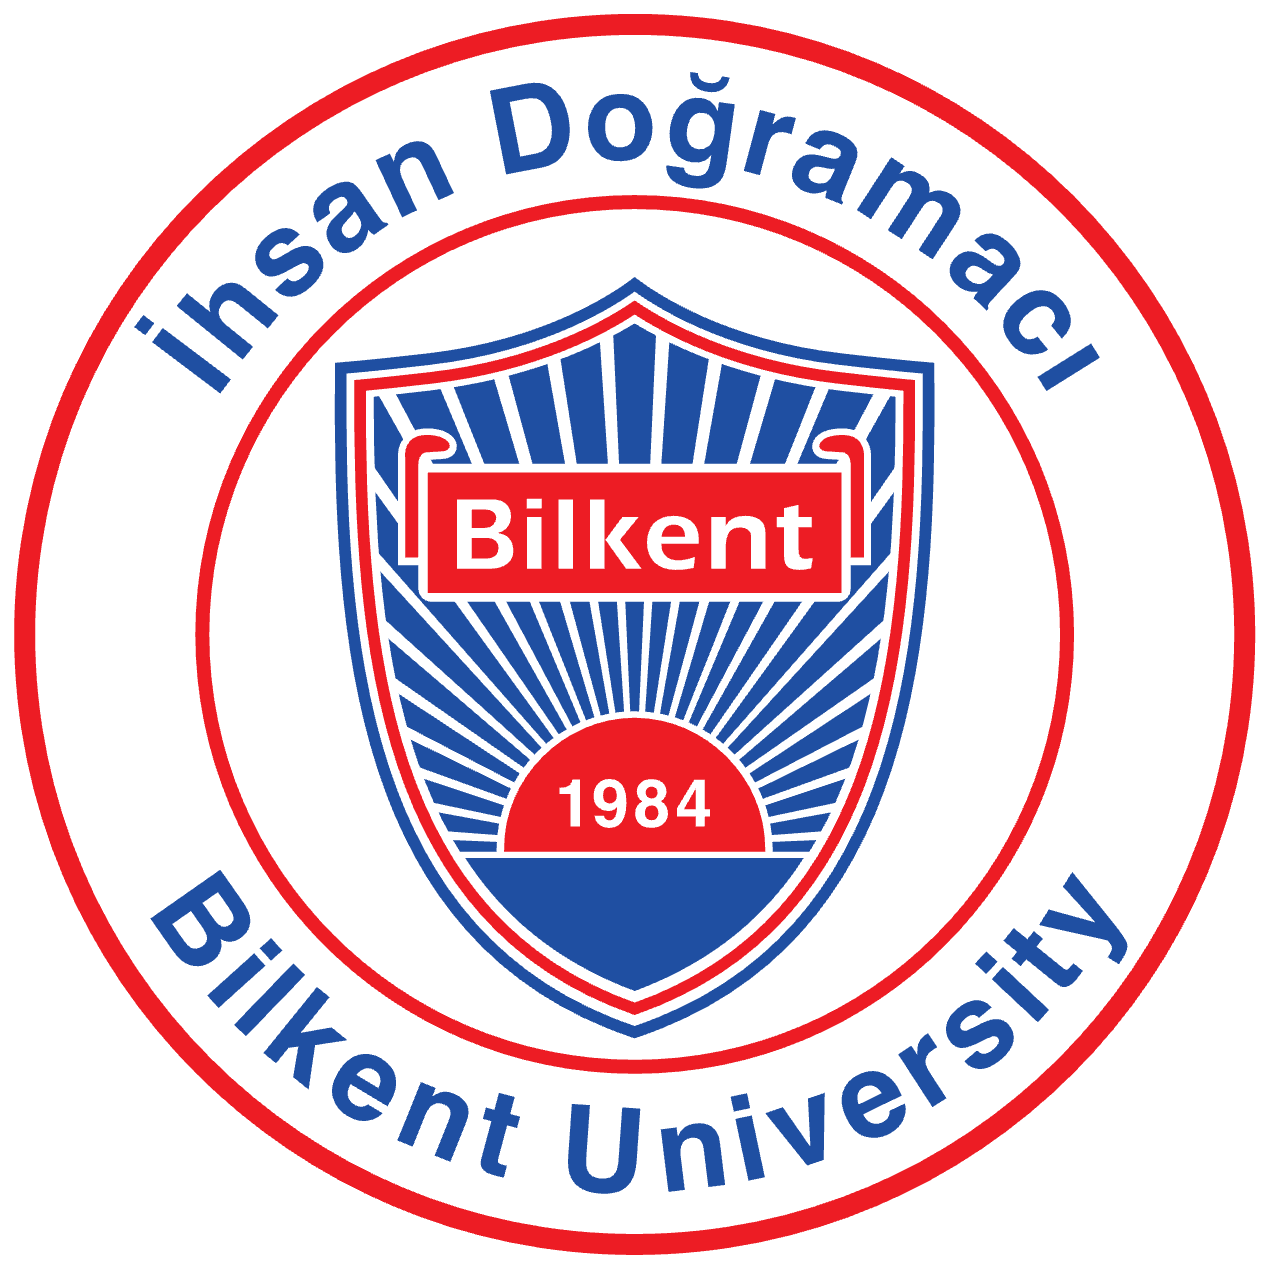 İhsan Doğramacı
Bilkent
1984
Bilkent University